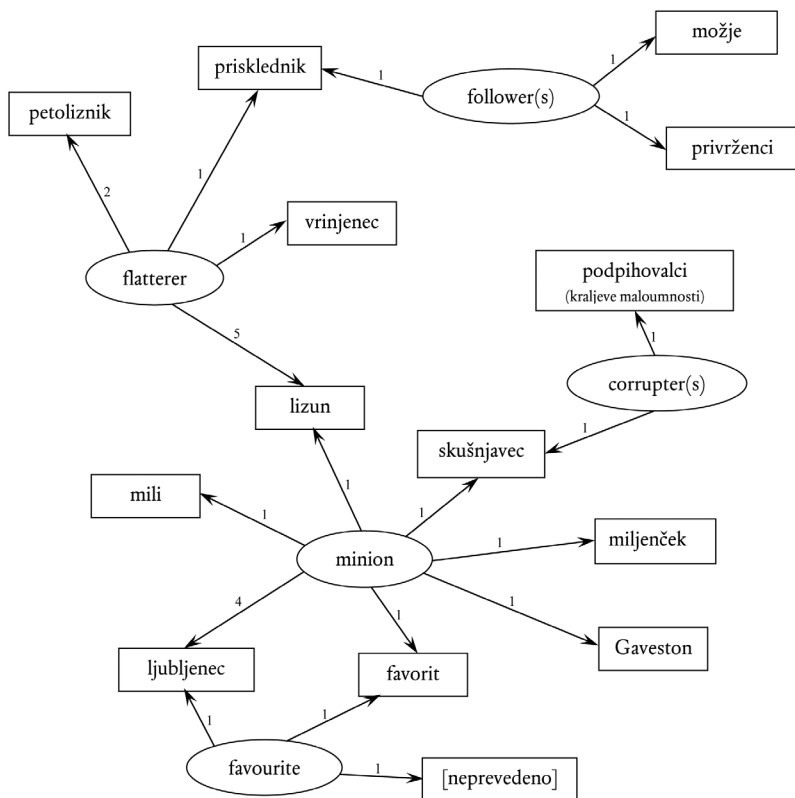 možje
prisklednik
1
1
follower(s)
petoliznik
1
privrženci
1
2
vrinjenec
1
flatterer
podpihovalci
(kraljeve maloumnosti)
5
1
corrupter(s)
lizun
1
skušnjavec
mili
1
1
1
1
miljenček
minion
4
1
1
Gaveston
ljubljenec
favorit
1
1
favourite
1
[neprevedeno]